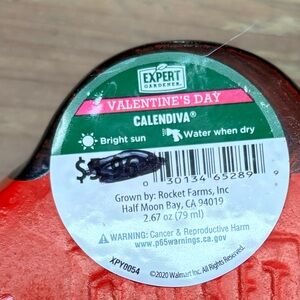 EXPERT
GARDENER
VALENTINE'S DAY
CALENDIVA®
Bright sun
Water when dry
0 30134 65289 9
Grown by: Rocket Farms, Inc
Half Moon Bay, CA 94019
2.67 oz (79 ml)
WARNING: Cancer & Reproductive Harm
www.p65warnings.ca.gov
XPY0054
©2020 Walmart Inc. All Rights Reserved.